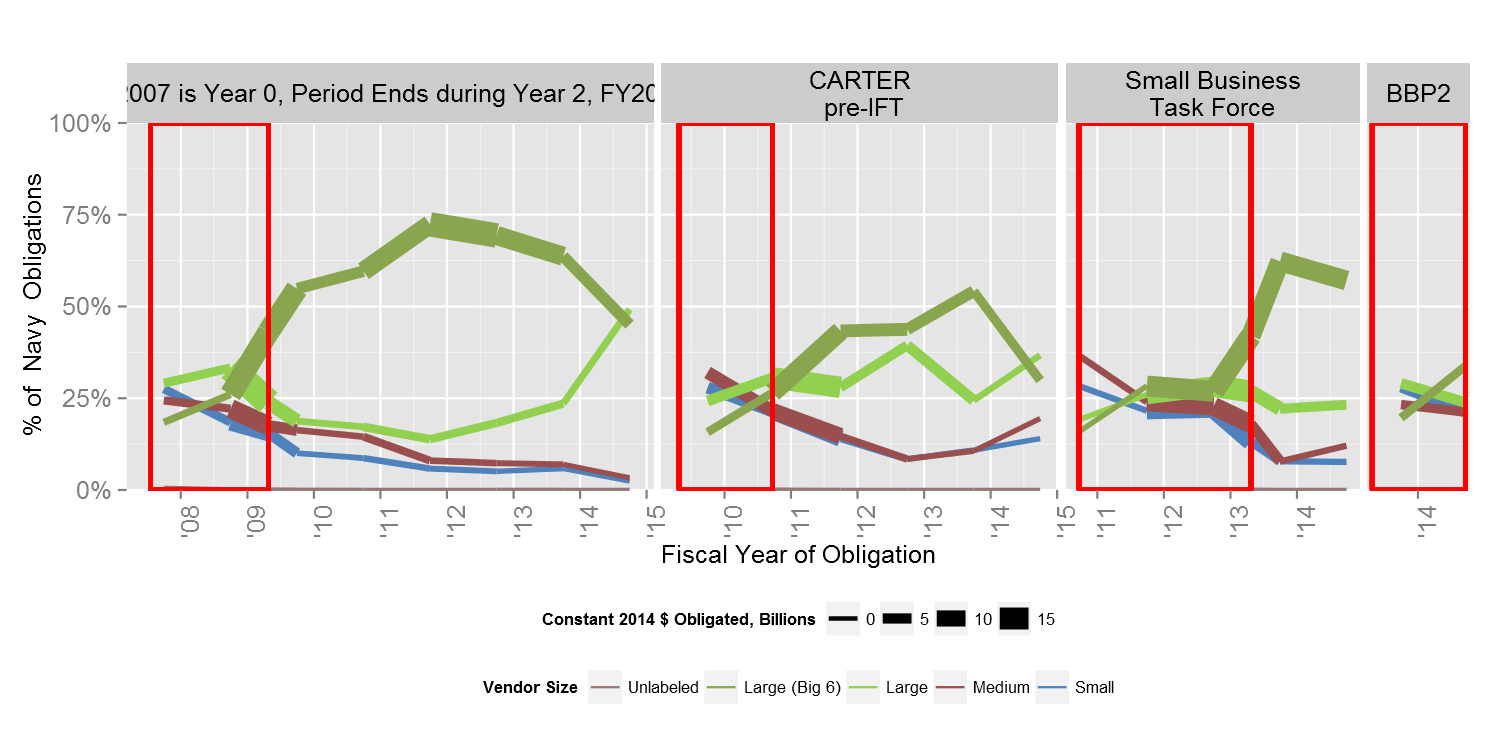 2007 is Year 0, Period Ends during Year 2, FY20
CARTER
pre-IFT
Small Business
Task Force
BBP2
100%
75%
50%
25%
0%
% of Navy Obligations
'08
'09
'10
'11
'12
'13
'14
'15
'10
'11
'12
'13
'14
'15
'11
'12
'13
'14
'14
Fiscal Year of Obligation
Constant 2014 $ Obligated, Billions 0 5 10 15
Vendor Size Unlabeled Large (Big 6) Large Medium Small